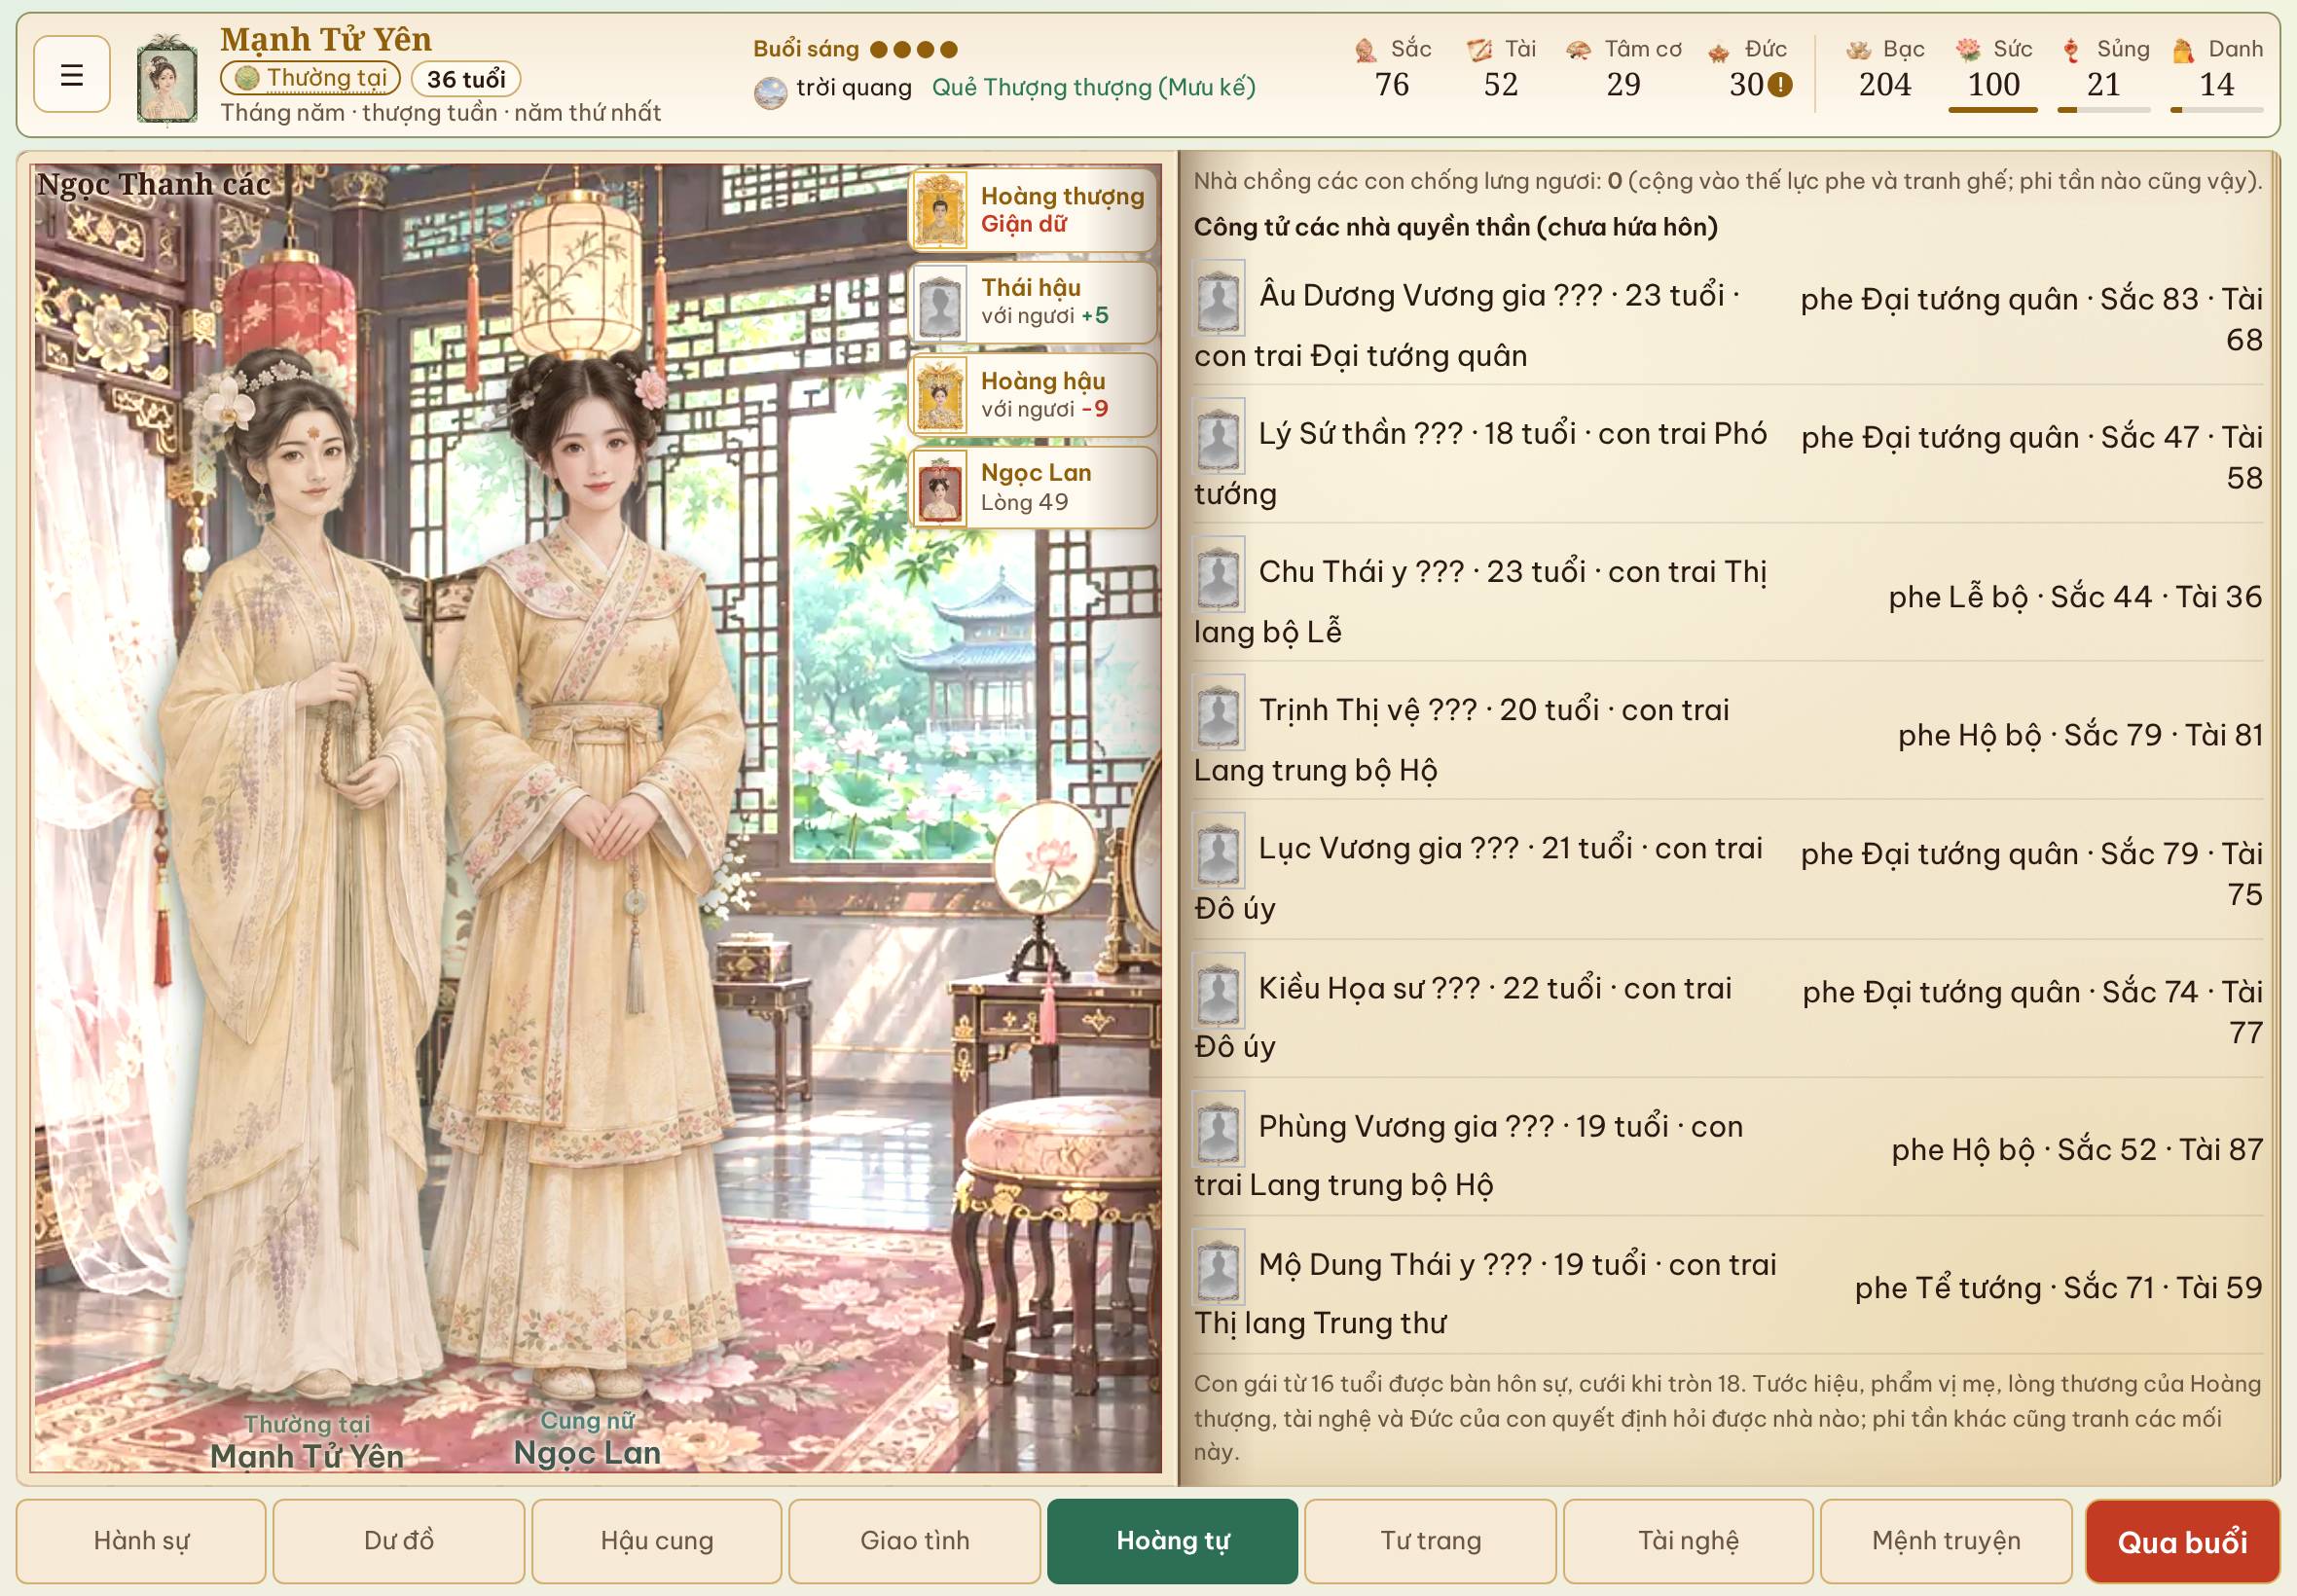 ☰
Mạnh Tử Yên
Thường tại
36 tuổi
Tháng năm · thượng tuần · năm thứ nhất
Buổi sáng
trời quang Quẻ Thượng thượng (Mưu kế)
Sắc
76
Tài
52
Tâm cơ
29
Đức
30 !
Bạc
204
Sức
100
Sủng
21
Danh
14
Ngọc Thanh các
Hoàng thượng
Giận dữ
Thái hậu
với ngươi +5
Hoàng hậu
với ngươi -9
Ngọc Lan
Lòng 49
Thường tại
Mạnh Tử Yên
Cung nữ
Ngọc Lan
Nhà chồng các con chống lưng ngươi: 0 (cộng vào thế lực phe và tranh ghế; phi tần nào cũng vậy).
Công tử các nhà quyền thần (chưa hứa hôn)
Âu Dương Vương gia ??? · 23 tuổi ·
con trai Đại tướng quân
phe Đại tướng quân · Sắc 83 · Tài
68
Lý Sứ thần ??? · 18 tuổi · con trai Phó
tướng
phe Đại tướng quân · Sắc 47 · Tài
58
Chu Thái y ??? · 23 tuổi · con trai Thị
lang bộ Lễ
phe Lễ bộ · Sắc 44 · Tài 36
Trịnh Thị vệ ??? · 20 tuổi · con trai
Lang trung bộ Hộ
phe Hộ bộ · Sắc 79 · Tài 81
Lục Vương gia ??? · 21 tuổi · con trai
Đô úy
phe Đại tướng quân · Sắc 79 · Tài
75
Kiều Họa sư ??? · 22 tuổi · con trai
Đô úy
phe Đại tướng quân · Sắc 74 · Tài
77
Phùng Vương gia ??? · 19 tuổi · con
trai Lang trung bộ Hộ
phe Hộ bộ · Sắc 52 · Tài 87
Mộ Dung Thái y ??? · 19 tuổi · con trai
Thị lang Trung thư
phe Tể tướng · Sắc 71 · Tài 59
Con gái từ 16 tuổi được bàn hôn sự, cưới khi tròn 18. Tước hiệu, phẩm vị mẹ, lòng thương của Hoàng
thượng, tài nghệ và Đức của con quyết định hỏi được nhà nào; phi tần khác cũng tranh các mối
này.
Hành sự
Dư đồ
Hậu cung
Giao tình
Hoàng tự
Tư trang
Tài nghệ
Mệnh truyện
Qua buổi